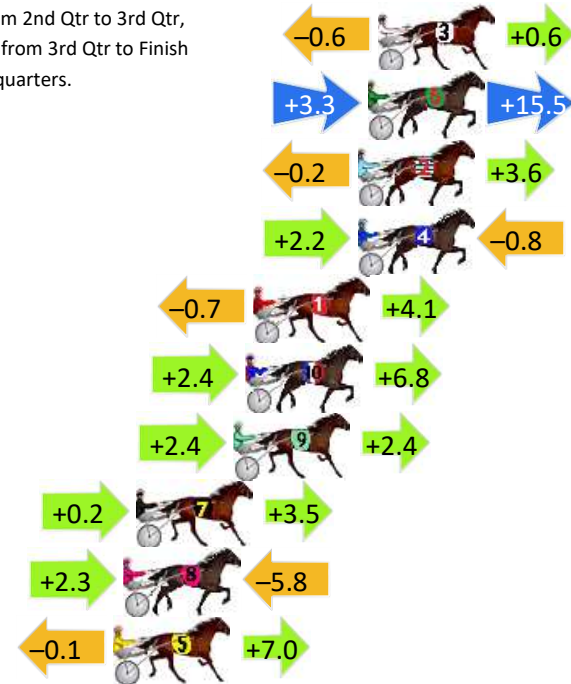 m 2nd Qtr to 3rd Qtr,
from 3rd Qtr to Finish
quarters.
–0.6 3 +0.6
+3.3 6 +15.5
–0.2 2 +3.6
+2.2 4 –0.8
–0.7 1 +4.1
+2.4 10 +6.8
+2.4 9 +2.4
+0.2 7 +3.5
+2.3 8 –5.8
–0.1 5 +7.0